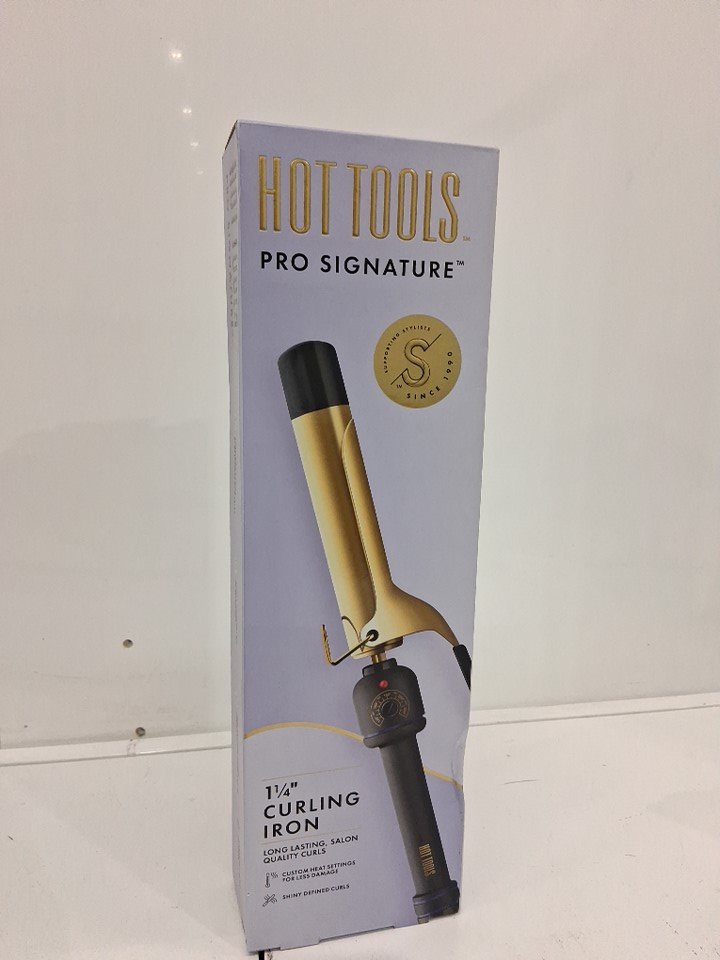 HOT TOOLS™
PRO SIGNATURE™
SUPPORTING STYLISTS
S
SINCE 1990
1¼"
CURLING
IRON
LONG LASTING, SALON
QUALITY CURLS
CUSTOM HEAT SETTINGS
FOR LESS DAMAGE
SHINY DEFINED CURLS
HOT TOOLS